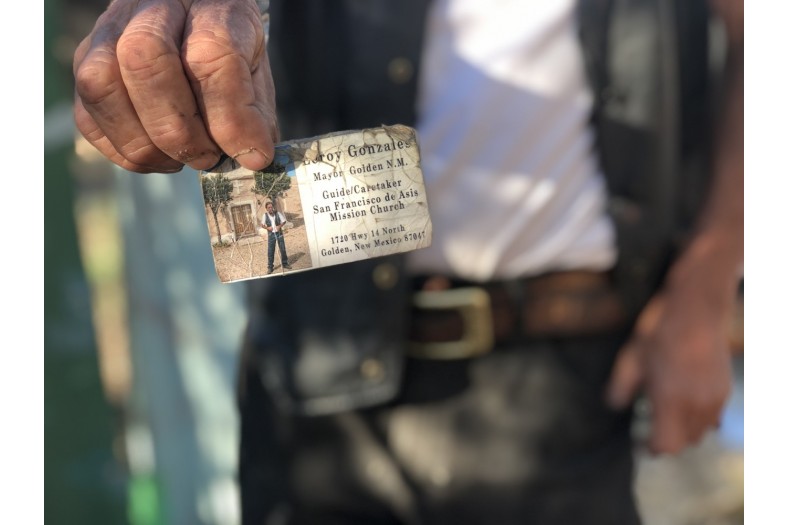 Leroy Gonzales
Mayor Golden N.M.
Guide/Caretaker
San Francisco de Asis
Mission Church
1720 Hwy 14 North
Golden, New Mexico 87047